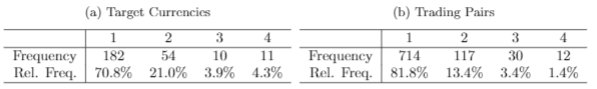 (a) Target Currencies
1 2 3 4
Frequency 182 54 10 11
Rel. Freq. 70.8% 21.0% 3.9% 4.3%
(b) Trading Pairs
1 2 3 4
Frequency 714 117 30 12
Rel. Freq. 81.8% 13.4% 3.4% 1.4%